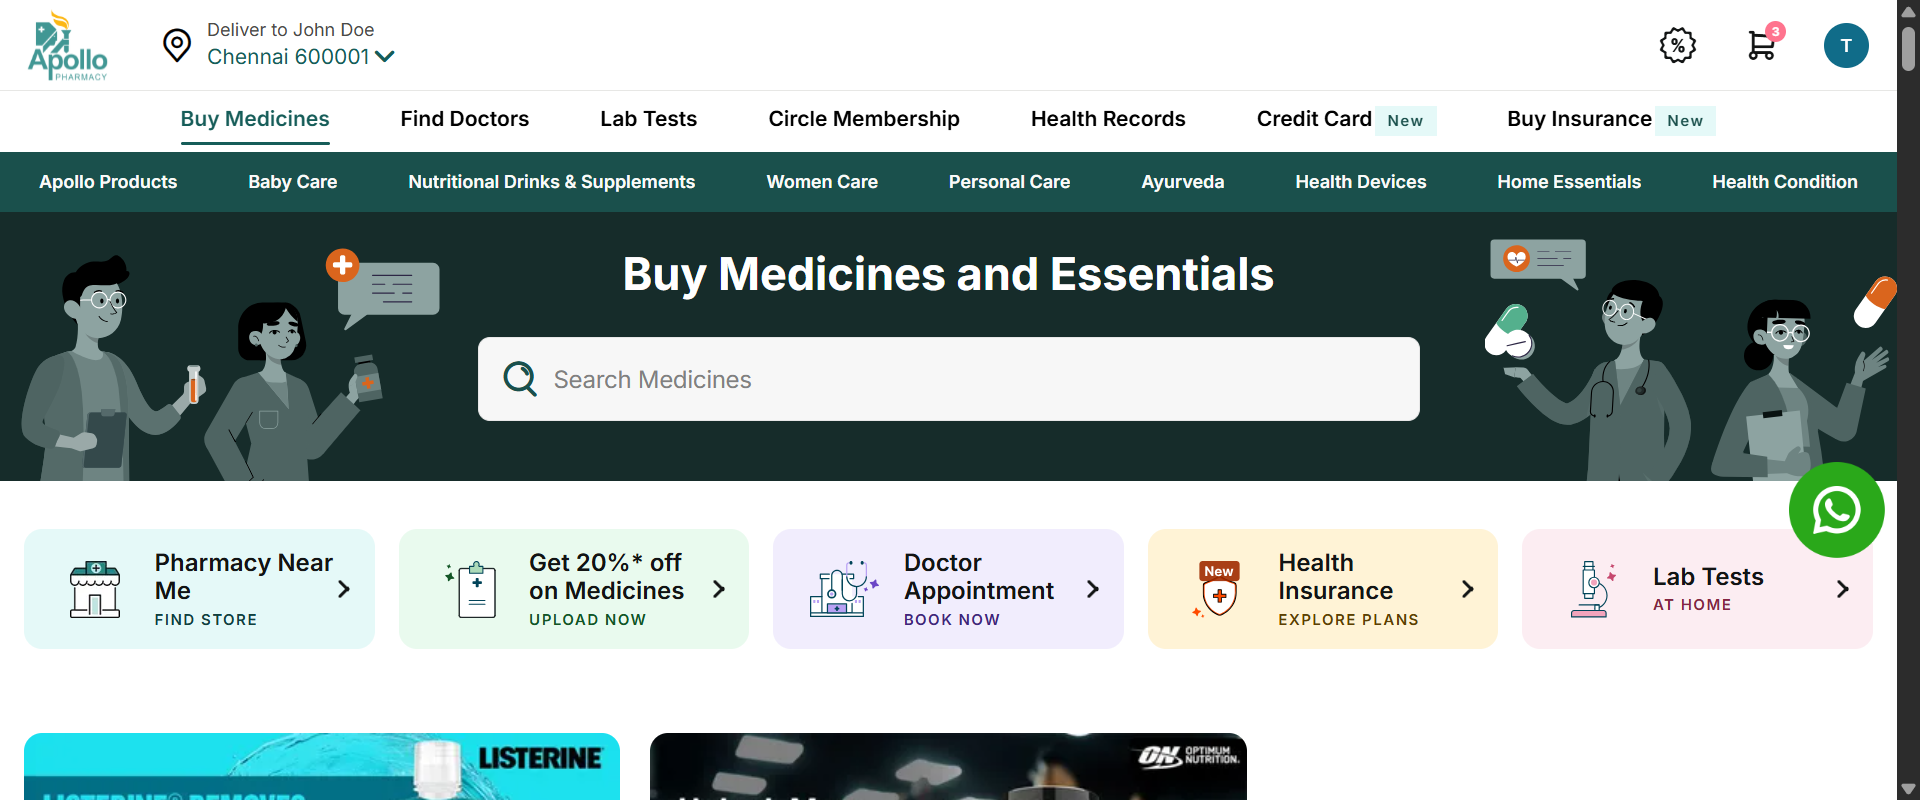 Apollo
PHARMACY
Deliver to John Doe
Chennai 600001
%
3
T
Buy Medicines
Find Doctors
Lab Tests
Circle Membership
Health Records
Credit Card New
Buy Insurance New
Apollo Products
Baby Care
Nutritional Drinks & Supplements
Women Care
Personal Care
Ayurveda
Health Devices
Home Essentials
Health Condition
Buy Medicines and Essentials
Search Medicines
Pharmacy Near
Me
FIND STORE
Get 20%* off
on Medicines
UPLOAD NOW
Doctor
Appointment
BOOK NOW
New
Health
Insurance
EXPLORE PLANS
Lab Tests
AT HOME
LISTERINE
LISTERINE® REMOVES
ON OPTIMUM
NUTRITION.